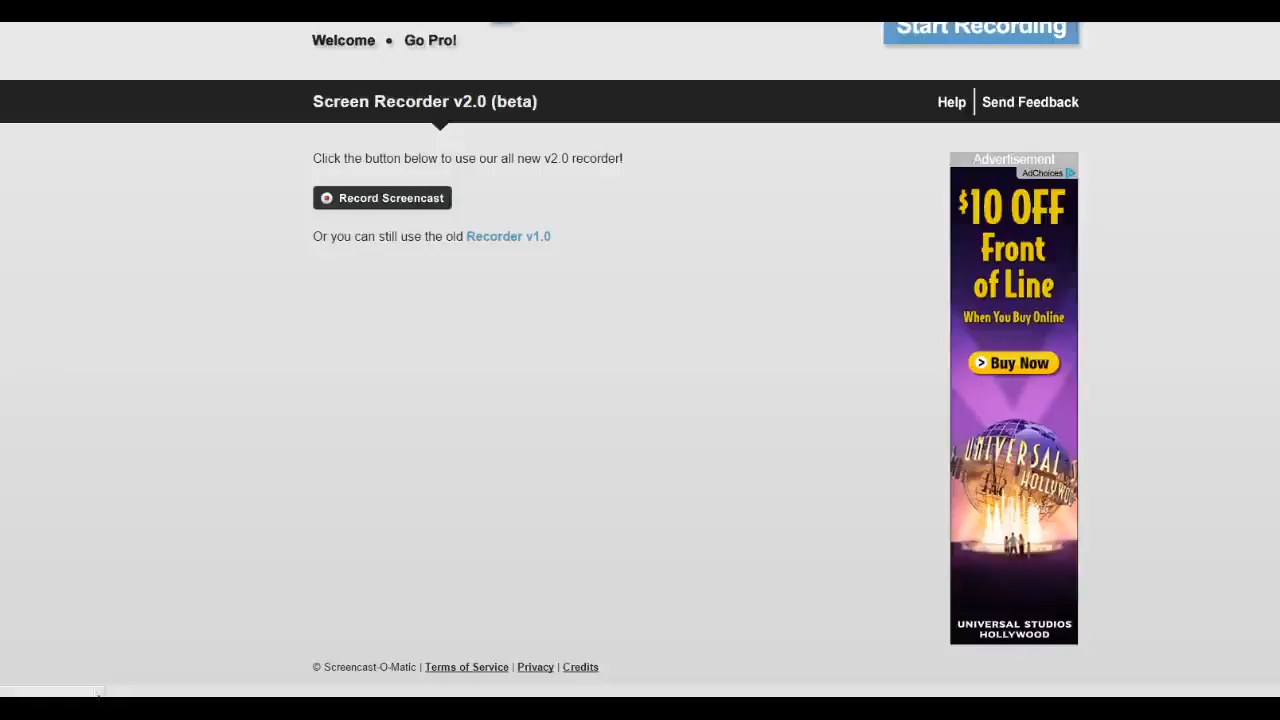 Start Recording
Welcome • Go Pro!
Screen Recorder v2.0 (beta)
Help | Send Feedback
Click the button below to use our all new v2.0 recorder!
Record Screencast
Or you can still use the old Recorder v1.0
Advertisement
AdChoices
$10 OFF
Front
of Line
When You Buy Online
> Buy Now
UNIVERSAL
HOLLYWOOD
UNIVERSAL STUDIOS
HOLLYWOOD
© Screencast-O-Matic | Terms of Service | Privacy | Credits